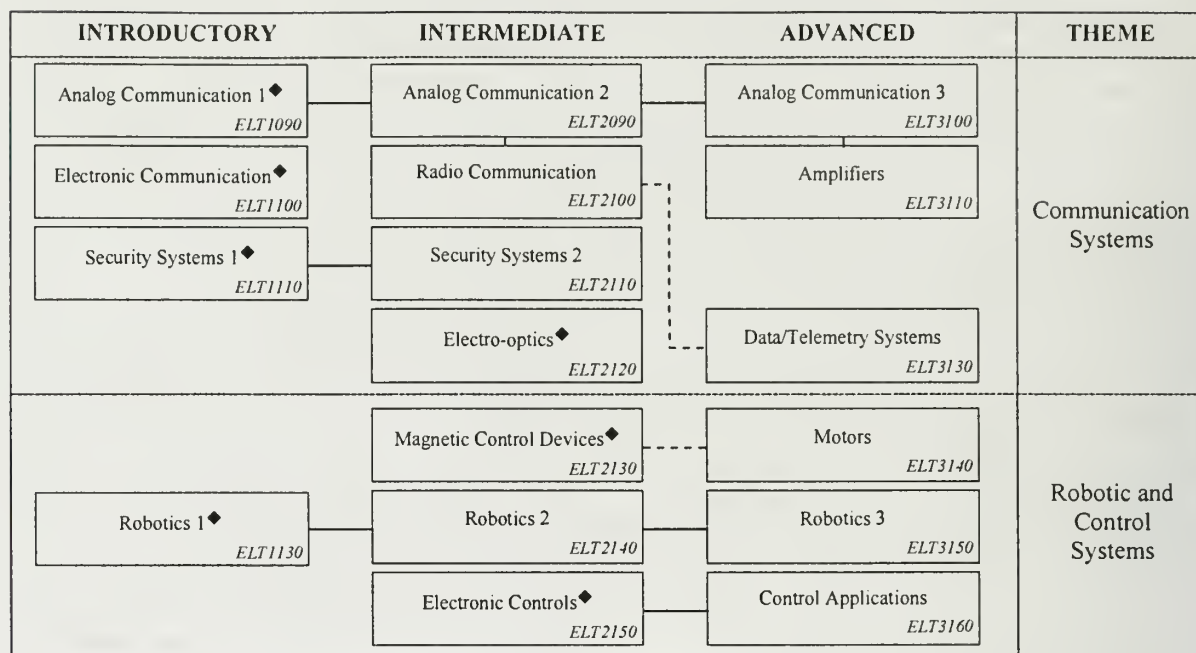 INTRODUCTORY INTERMEDIATE ADVANCED THEME
Analog Communication 1◆
ELT1090
Analog Communication 2
ELT2090
Analog Communication 3
ELT3100
Electronic Communication◆
ELT1100
Radio Communication
ELT2100
Amplifiers
ELT3110
Security Systems 1◆
ELT1110
Security Systems 2
ELT2110
Electro-optics◆
ELT2120
Data/Telemetry Systems
ELT3130
Communication
Systems
Magnetic Control Devices◆
ELT2130
Motors
ELT3140
Robotics 1◆
ELT1130
Robotics 2
ELT2140
Robotics 3
ELT3150
Electronic Controls◆
ELT2150
Control Applications
ELT3160
Robotic and
Control
Systems